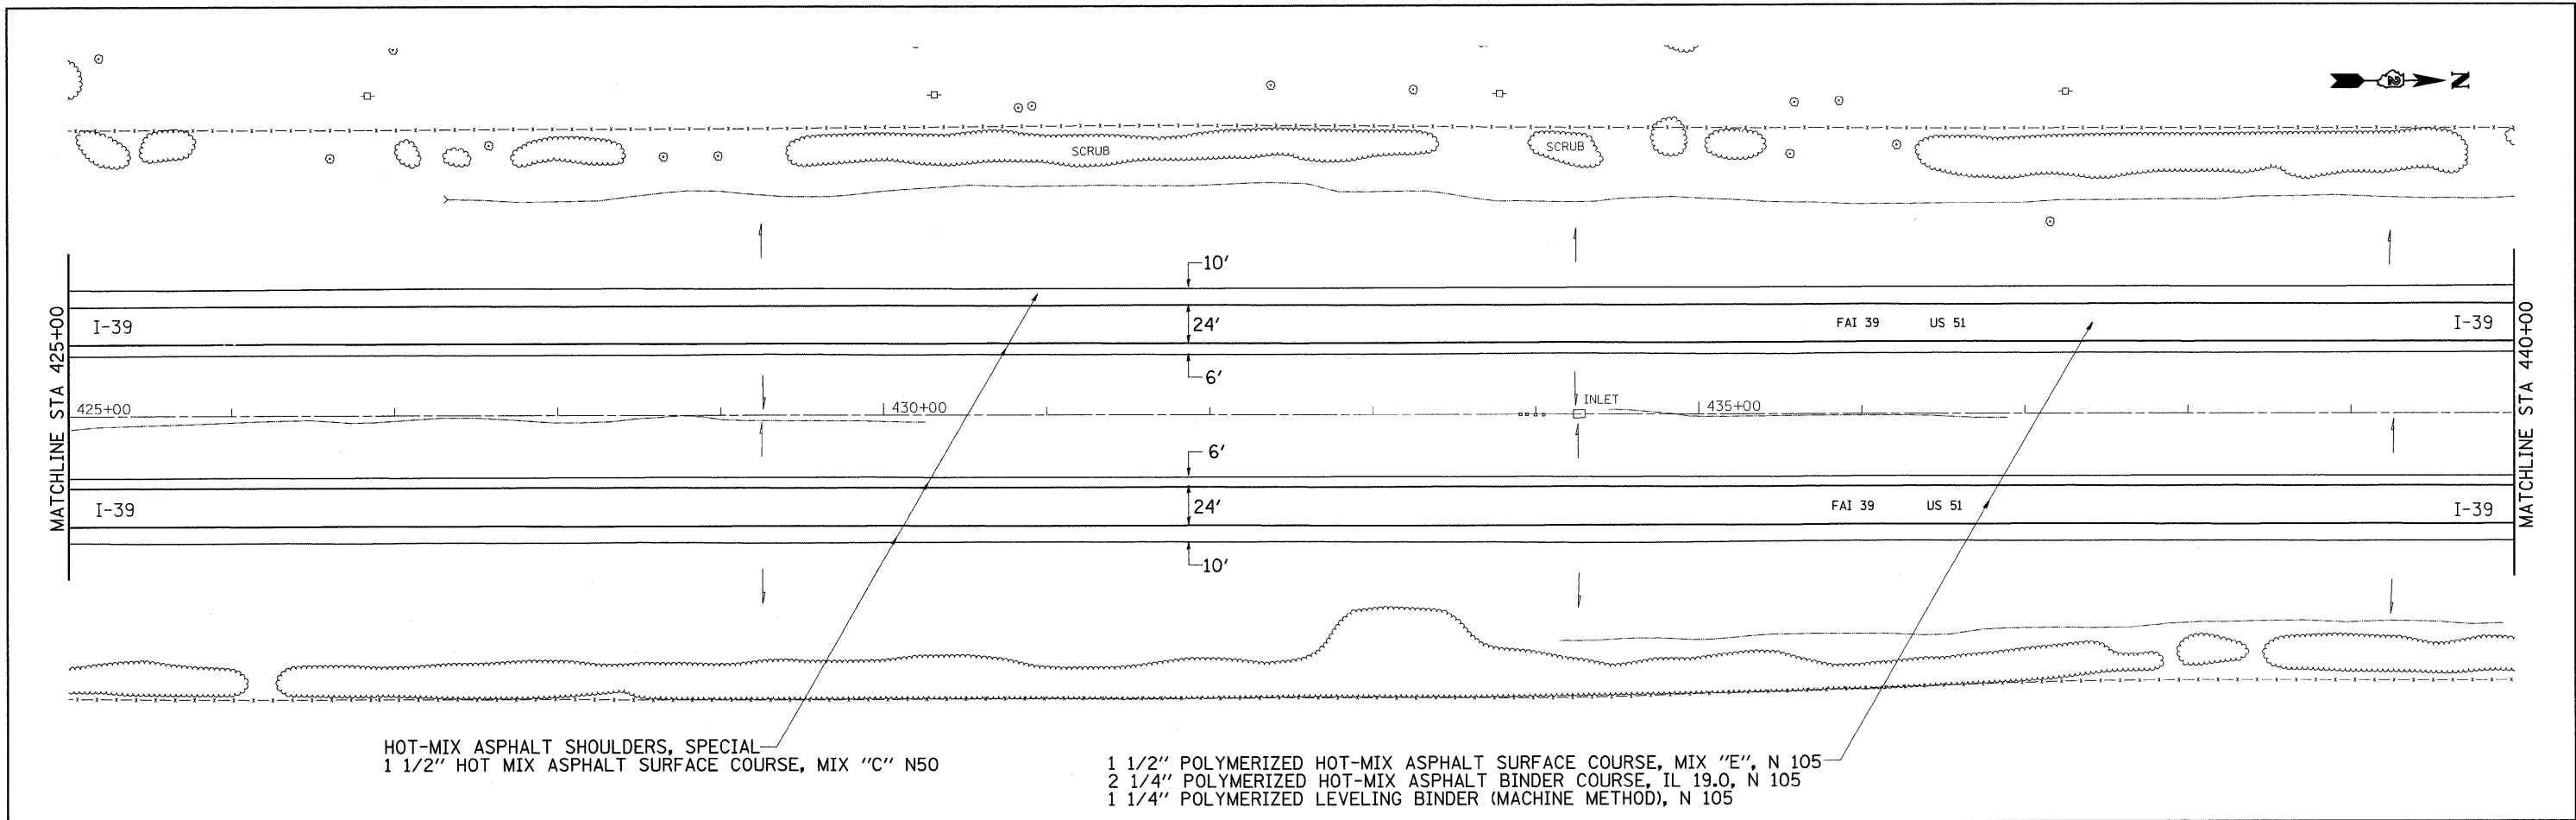 N
SCRUB
SCRUB
10'
MATCHLINE STA 425+00
I-39
24'
FAI 39 US 51
I-39
MATCHLINE STA 440+00
6'
425+00
430+00
INLET
435+00
6'
I-39
24'
FAI 39 US 51
I-39
10'
HOT-MIX ASPHALT SHOULDERS, SPECIAL
1 1/2" HOT MIX ASPHALT SURFACE COURSE, MIX "C" N50
1 1/2" POLYMERIZED HOT-MIX ASPHALT SURFACE COURSE, MIX "E", N 105
2 1/4" POLYMERIZED HOT-MIX ASPHALT BINDER COURSE, IL 19.0, N 105
1 1/4" POLYMERIZED LEVELING BINDER (MACHINE METHOD), N 105